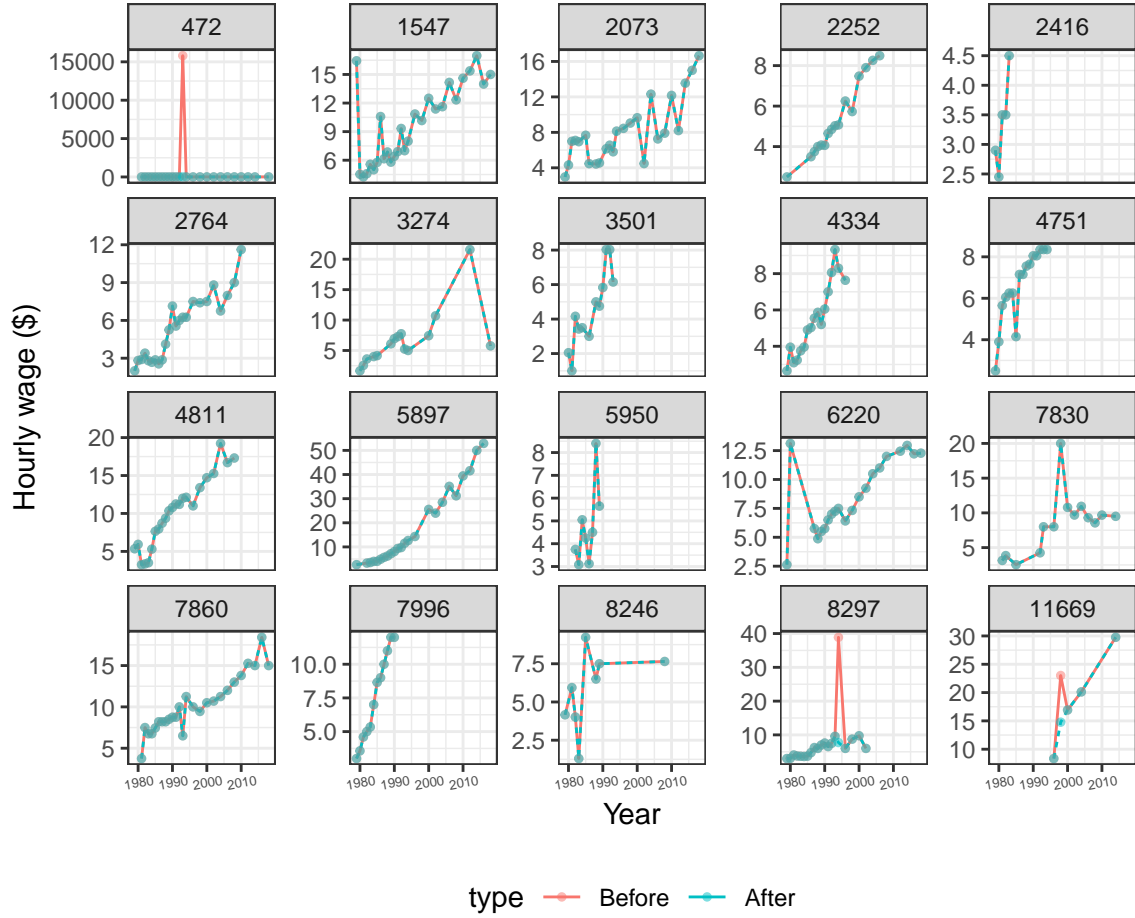 472 1547 2073 2252 2416
15000 10000 5000 0
15 12 9 6
16 12 8 4
8 6 4
4.5 4.0 3.5 3.0 2.5
2764 3274 3501 4334 4751
12 9 6 3
20 15 10 5
8 6 4 2
8 6 4
8 6 4
Hourly wage ($)
4811 5897 5950 6220 7830
20 15 10 5
50 40 30 20 10
8 7 6 5 4 3
12.5 10.0 7.5 5.0 2.5
20 15 10 5
7860 7996 8246 8297 11669
15 10 5
10.0 7.5 5.0
7.5 5.0 2.5
40 30 20 10 0
30 25 20 15 10
1980 1990 2000 2010 1980 1990 2000 2010 1980 1990 2000 2010 1980 1990 2000 2010 1980 1990 2000 2010
Year
type Before After